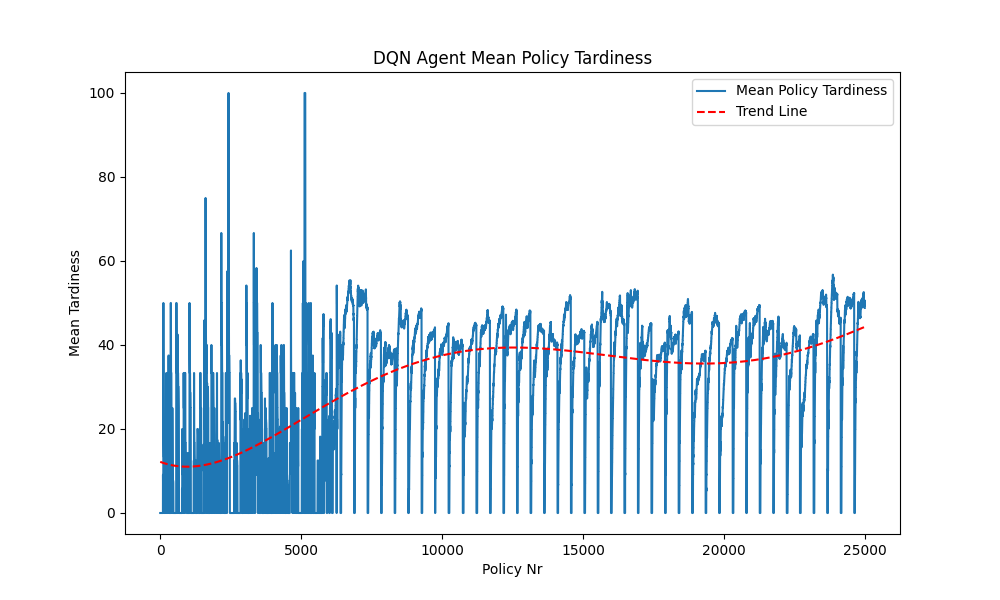 DQN Agent Mean Policy Tardiness
Mean Policy Tardiness
Trend Line
Mean Tardiness
100
80
60
40
20
0
0
5000
10000
15000
20000
25000
Policy Nr